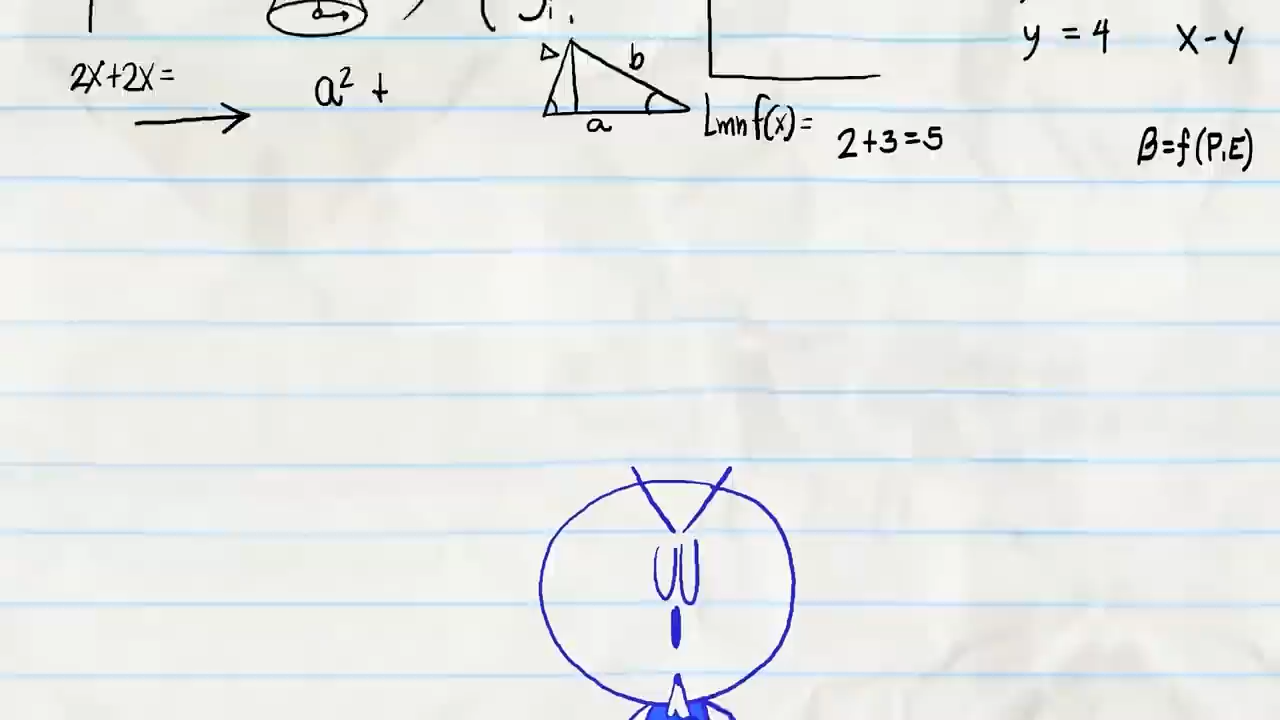 y = 4 x-y
2x+2x=
a² +
Δ b
a
Lmn f(x)=
2+3=5
β=f(P,E)